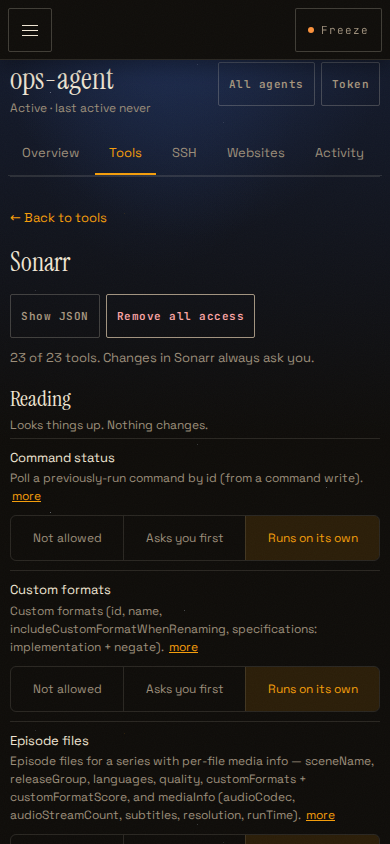 Freeze
ops-agent
Active · last active never
All agents
Token
Overview
Tools
SSH
Websites
Activity
← Back to tools
Sonarr
Show JSON
Remove all access
23 of 23 tools. Changes in Sonarr always ask you.
Reading
Looks things up. Nothing changes.
Command status
Poll a previously-run command by id (from a command write).
more
Not allowed
Asks you first
Runs on its own
Custom formats
Custom formats (id, name,
includeCustomFormatWhenRenaming, specifications:
implementation + negate). more
Not allowed
Asks you first
Runs on its own
Episode files
Episode files for a series with per-file media info — sceneName,
releaseGroup, languages, quality, customFormats +
customFormatScore, and mediaInfo (audioCodec,
audioStreamCount, subtitles, resolution, runTime). more